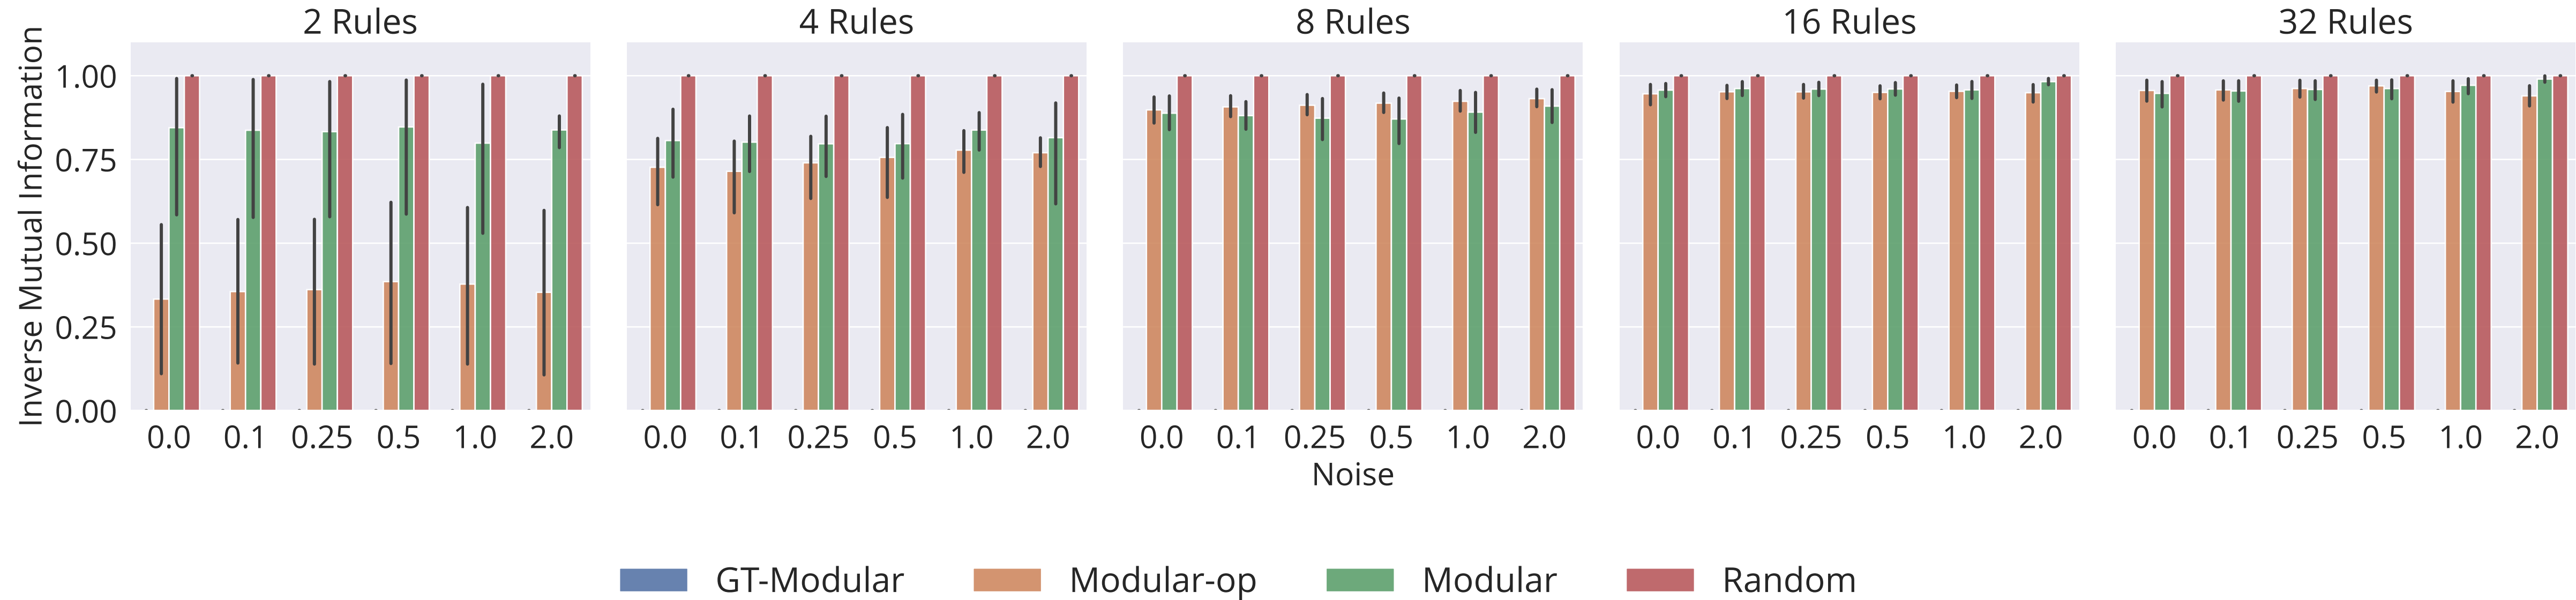 2 Rules 4 Rules 8 Rules 16 Rules 32 Rules
Inverse Mutual Information
1.00
0.75
0.50
0.25
0.00
0.0 0.1 0.25 0.5 1.0 2.0 0.0 0.1 0.25 0.5 1.0 2.0 0.0 0.1 0.25 0.5 1.0 2.0 0.0 0.1 0.25 0.5 1.0 2.0 0.0 0.1 0.25 0.5 1.0 2.0
Noise
GT-Modular Modular-op Modular Random